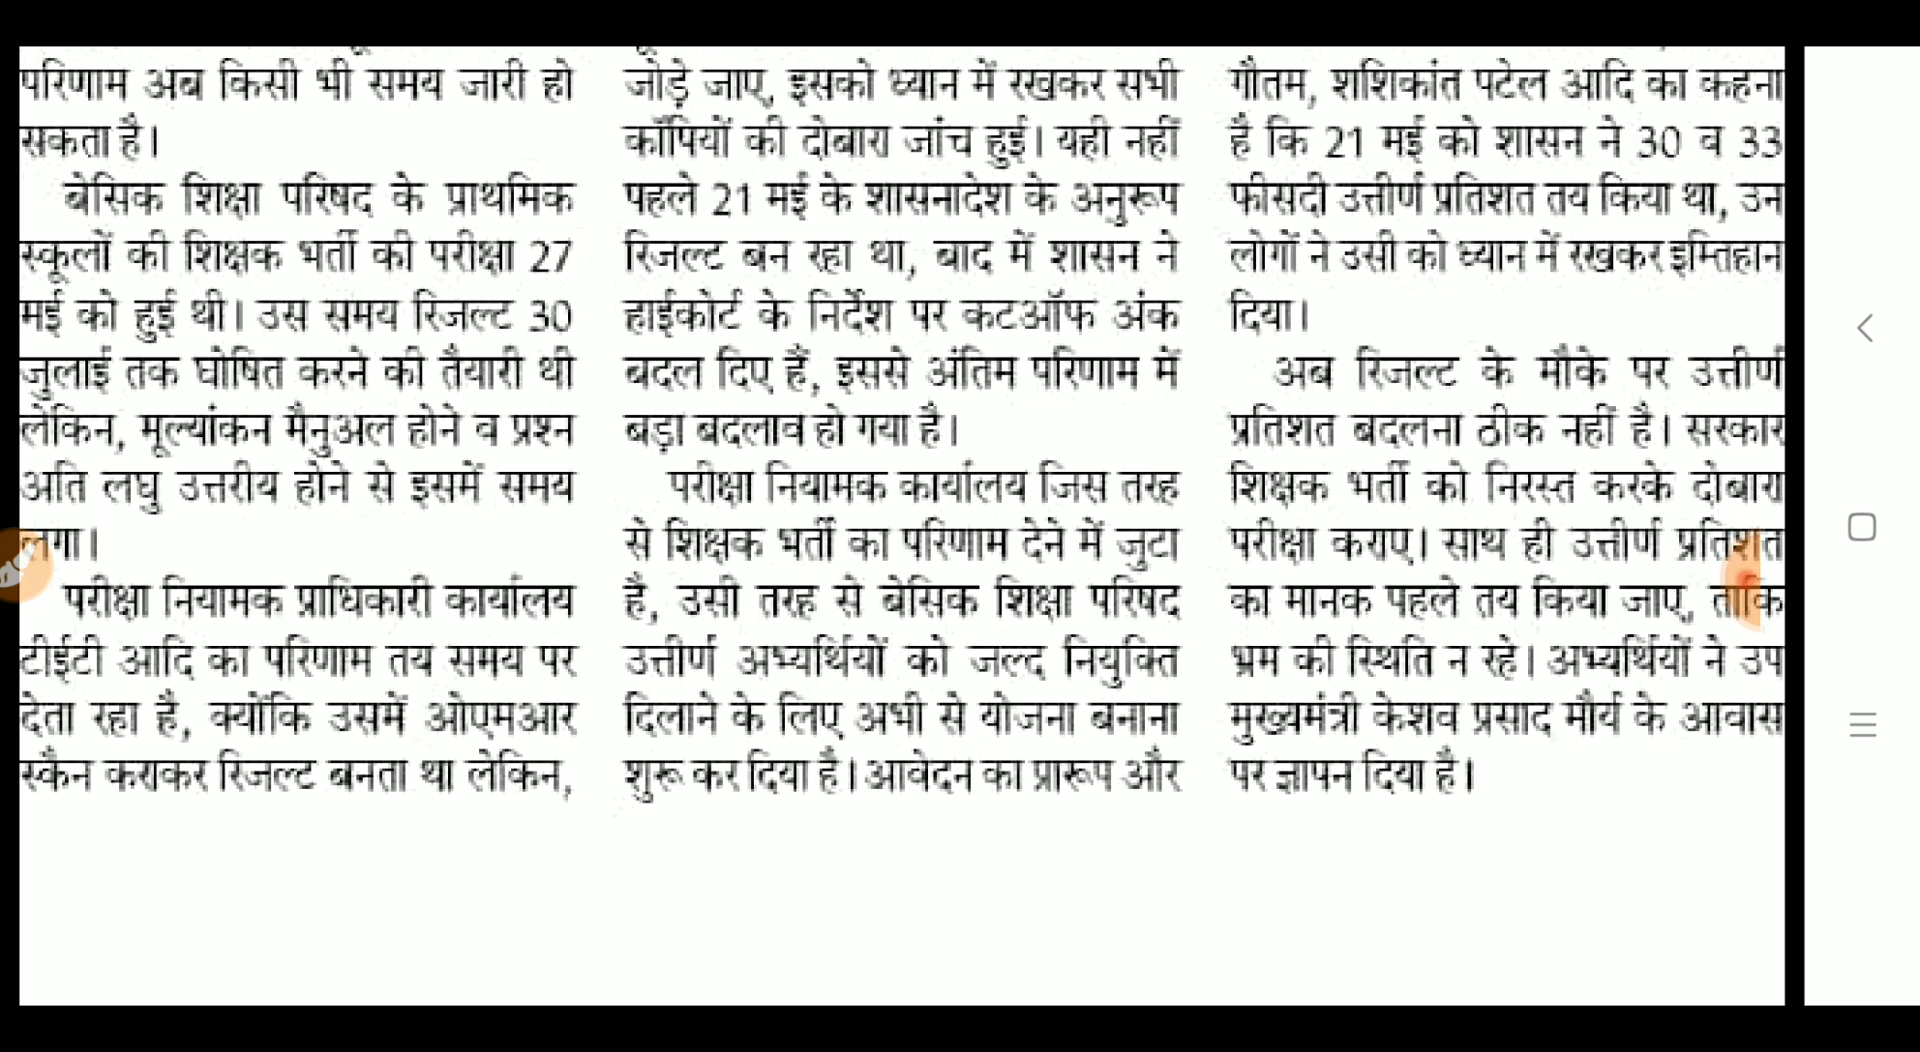 परिणाम अब किसी भी समय जारी हो
सकता है।
बेसिक शिक्षा परिषद के प्राथमिक
स्कूलों की शिक्षक भर्ती की परीक्षा 27
मई को हुई थी। उस समय रिजल्ट 30
जुलाई तक घोषित करने की तैयारी थी
लेकिन, मूल्यांकन मैनुअल होने व प्रश्न
अति लघु उत्तरीय होने से इसमें समय
लगा।
परीक्षा नियामक प्राधिकारी कार्यालय
टीईटी आदि का परिणाम तय समय पर
देता रहा है, क्योंकि उसमें ओएमआर
स्कैन कराकर रिजल्ट बनता था लेकिन,
जोड़े जाए, इसको ध्यान में रखकर सभी
कॉपियों की दोबारा जांच हुई। यही नहीं
पहले 21 मई के शासनादेश के अनुरूप
रिजल्ट बन रहा था, बाद में शासन ने
हाईकोर्ट के निर्देश पर कटऑफ अंक
बदल दिए हैं, इससे अंतिम परिणाम में
बड़ा बदलाव हो गया है।
परीक्षा नियामक कार्यालय जिस तरह
से शिक्षक भर्ती का परिणाम देने में जुटा
है, उसी तरह से बेसिक शिक्षा परिषद
उत्तीर्ण अभ्यर्थियों को जल्द नियुक्ति
दिलाने के लिए अभी से योजना बनाना
शुरू कर दिया है। आवेदन का प्रारूप और
गौतम, शशिकांत पटेल आदि का कहना
है कि 21 मई को शासन ने 30 व 33
फीसदी उत्तीर्ण प्रतिशत तय किया था, उन
लोगों ने उसी को ध्यान में रखकर इम्तिहान
दिया।
अब रिजल्ट के मौके पर उत्तीर्ण
प्रतिशत बदलना ठीक नहीं है। सरकार
शिक्षक भर्ती को निरस्त करके दोबारा
परीक्षा कराए। साथ ही उत्तीर्ण प्रतिशत
का मानक पहले तय किया जाए, ताकि
भ्रम की स्थिति न रहे। अभ्यर्थियों ने उप
मुख्यमंत्री केशव प्रसाद मौर्य के आवास
पर ज्ञापन दिया है।